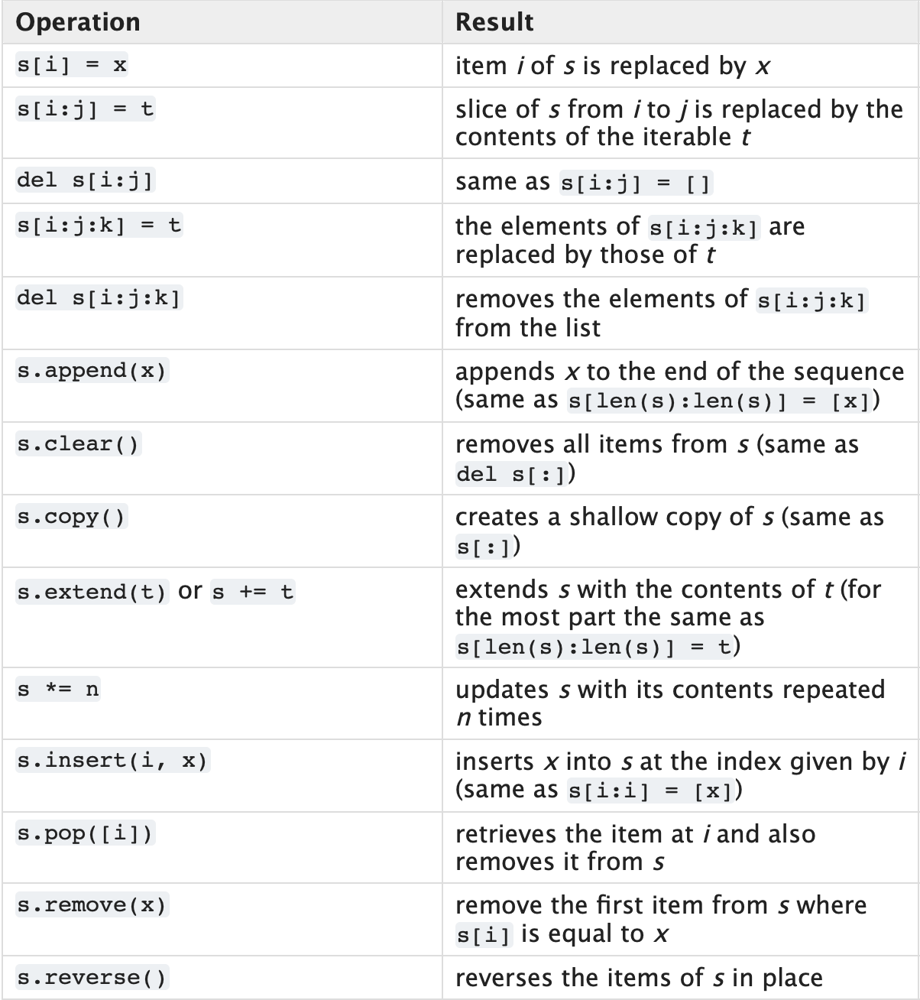 Operation Result
s[i] = x item i of s is replaced by x
s[i:j] = t slice of s from i to j is replaced by the
contents of the iterable t
del s[i:j] same as s[i:j] = []
s[i:j:k] = t the elements of s[i:j:k] are
replaced by those of t
del s[i:j:k] removes the elements of s[i:j:k]
from the list
s.append(x) appends x to the end of the sequence
(same as s[len(s):len(s)] = [x])
s.clear() removes all items from s (same as
del s[:])
s.copy() creates a shallow copy of s (same as
s[:])
s.extend(t) or s += t extends s with the contents of t (for
the most part the same as
s[len(s):len(s)] = t)
s *= n updates s with its contents repeated
n times
s.insert(i, x) inserts x into s at the index given by i
(same as s[i:i] = [x])
s.pop([i]) retrieves the item at i and also
removes it from s
s.remove(x) remove the first item from s where
s[i] is equal to x
s.reverse() reverses the items of s in place